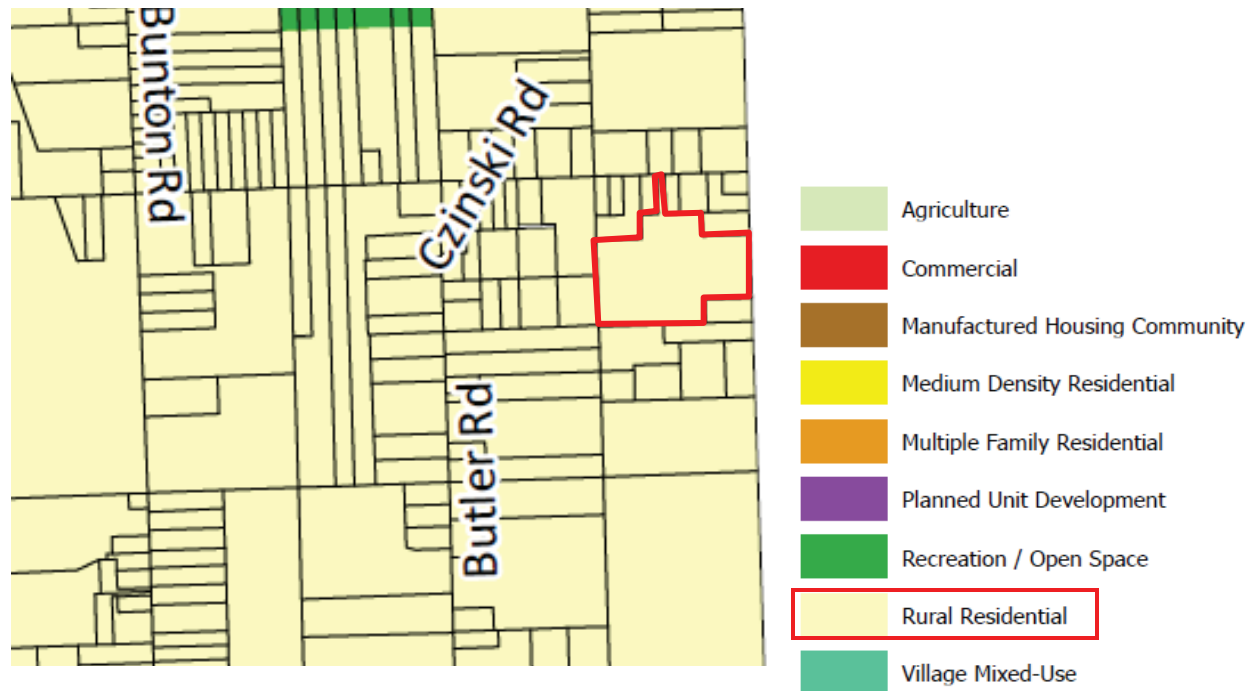 Bunton Rd
Czinski Rd
Butler Rd
Agriculture
Commercial
Manufactured Housing Community
Medium Density Residential
Multiple Family Residential
Planned Unit Development
Recreation / Open Space
Rural Residential
Village Mixed-Use